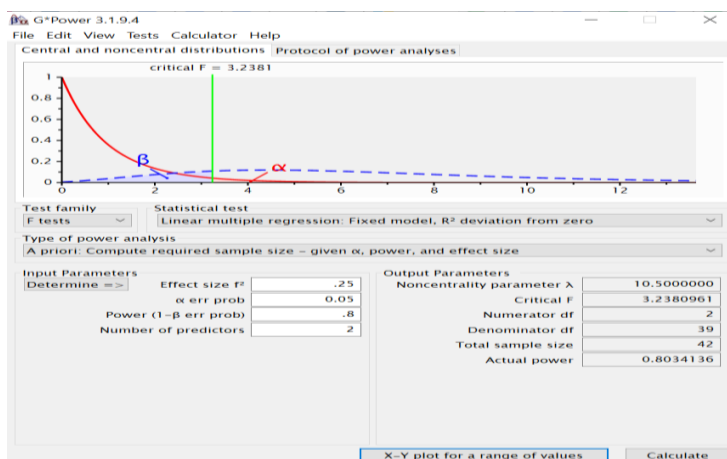 G*Power 3.1.9.4
File Edit View Tests Calculator Help
Central and noncentral distributions Protocol of power analyses
critical F = 3.2381
1
0.8
0.6
0.4
0.2
0
β
α
0 2 4 6 8 10 12
Test family Statistical test
F tests Linear multiple regression: Fixed model, R² deviation from zero
Type of power analysis
A priori: Compute required sample size – given α, power, and effect size
Input Parameters Output Parameters
Determine => Effect size f² .25 Noncentrality parameter λ 10.5000000
α err prob 0.05 Critical F 3.2380961
Power (1-β err prob) .8 Numerator df 2
Number of predictors 2 Denominator df 39
Total sample size 42
Actual power 0.8034136
X-Y plot for a range of values Calculate